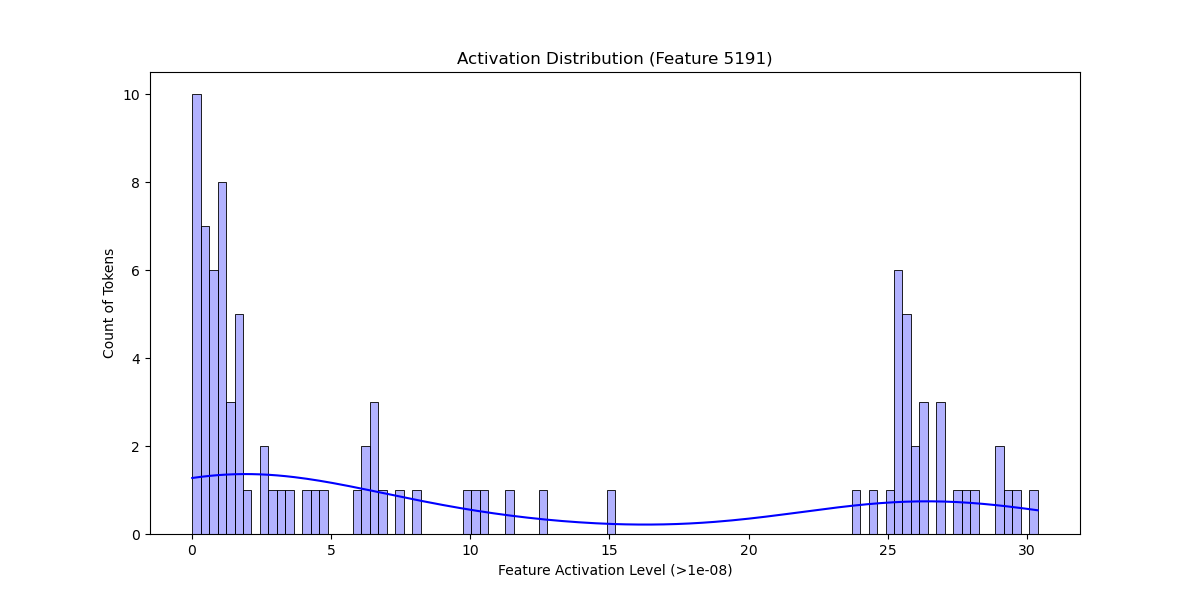 Activation Distribution (Feature 5191)
10
8
6
4
2
0
Count of Tokens
0 5 10 15 20 25 30
Feature Activation Level (>1e-08)